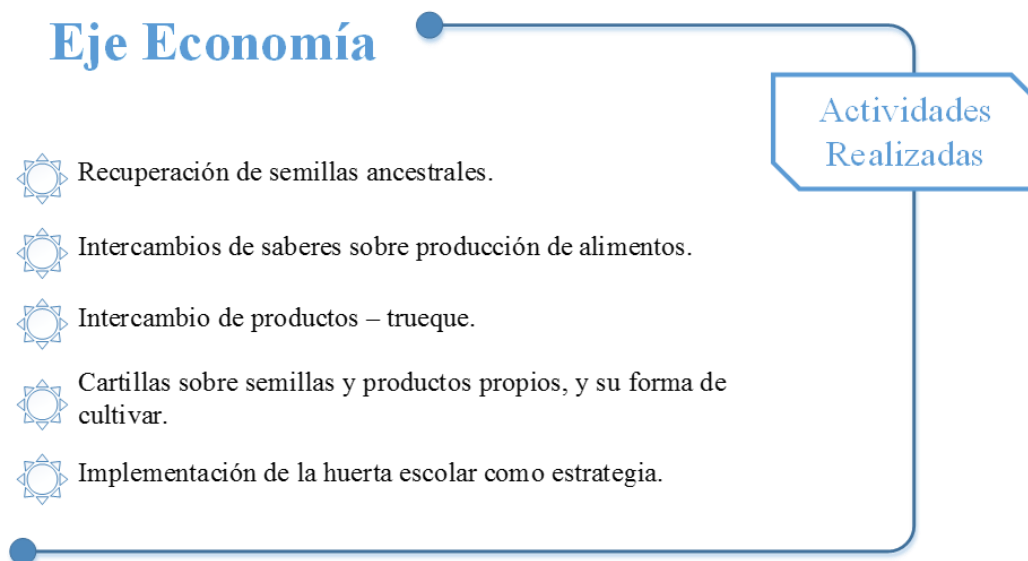 Eje Economía
Actividades
Realizadas
Recuperación de semillas ancestrales.
Intercambios de saberes sobre producción de alimentos.
Intercambio de productos – trueque.
Cartillas sobre semillas y productos propios, y su forma de
cultivar.
Implementación de la huerta escolar como estrategia.